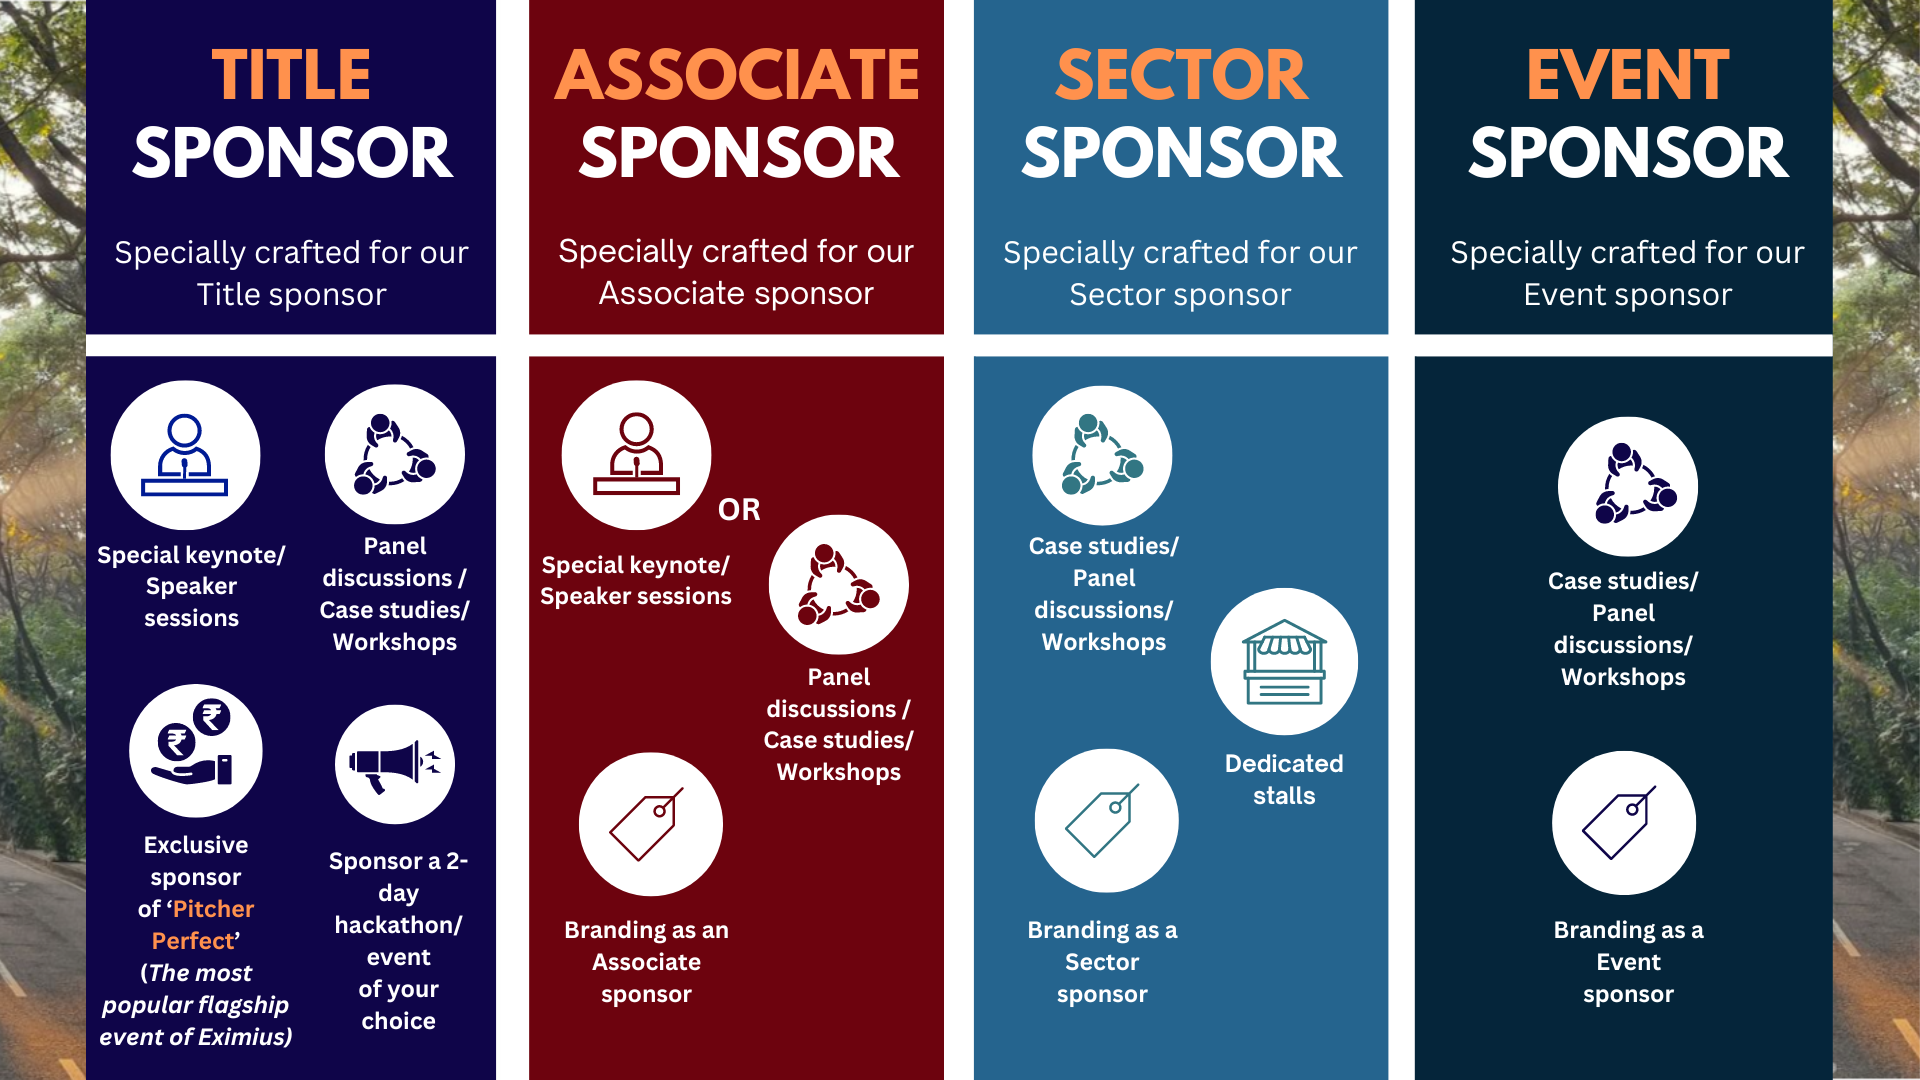 TITLE
SPONSOR
Specially crafted for our
Title sponsor
Special keynote/
Speaker
sessions
Panel
discussions /
Case studies/
Workshops
Exclusive
sponsor
of ‘Pitcher
Perfect’
(The most
popular flagship
event of Eximius)
Sponsor a 2-
day
hackathon/
event
of your
choice
ASSOCIATE
SPONSOR
Specially crafted for our
Associate sponsor
Special keynote/
Speaker sessions
OR
Panel
discussions /
Case studies/
Workshops
Branding as an
Associate
sponsor
SECTOR
SPONSOR
Specially crafted for our
Sector sponsor
Case studies/
Panel
discussions/
Workshops
Dedicated
stalls
Branding as a
Sector
sponsor
EVENT
SPONSOR
Specially crafted for our
Event sponsor
Case studies/
Panel
discussions/
Workshops
Branding as a
Event
sponsor